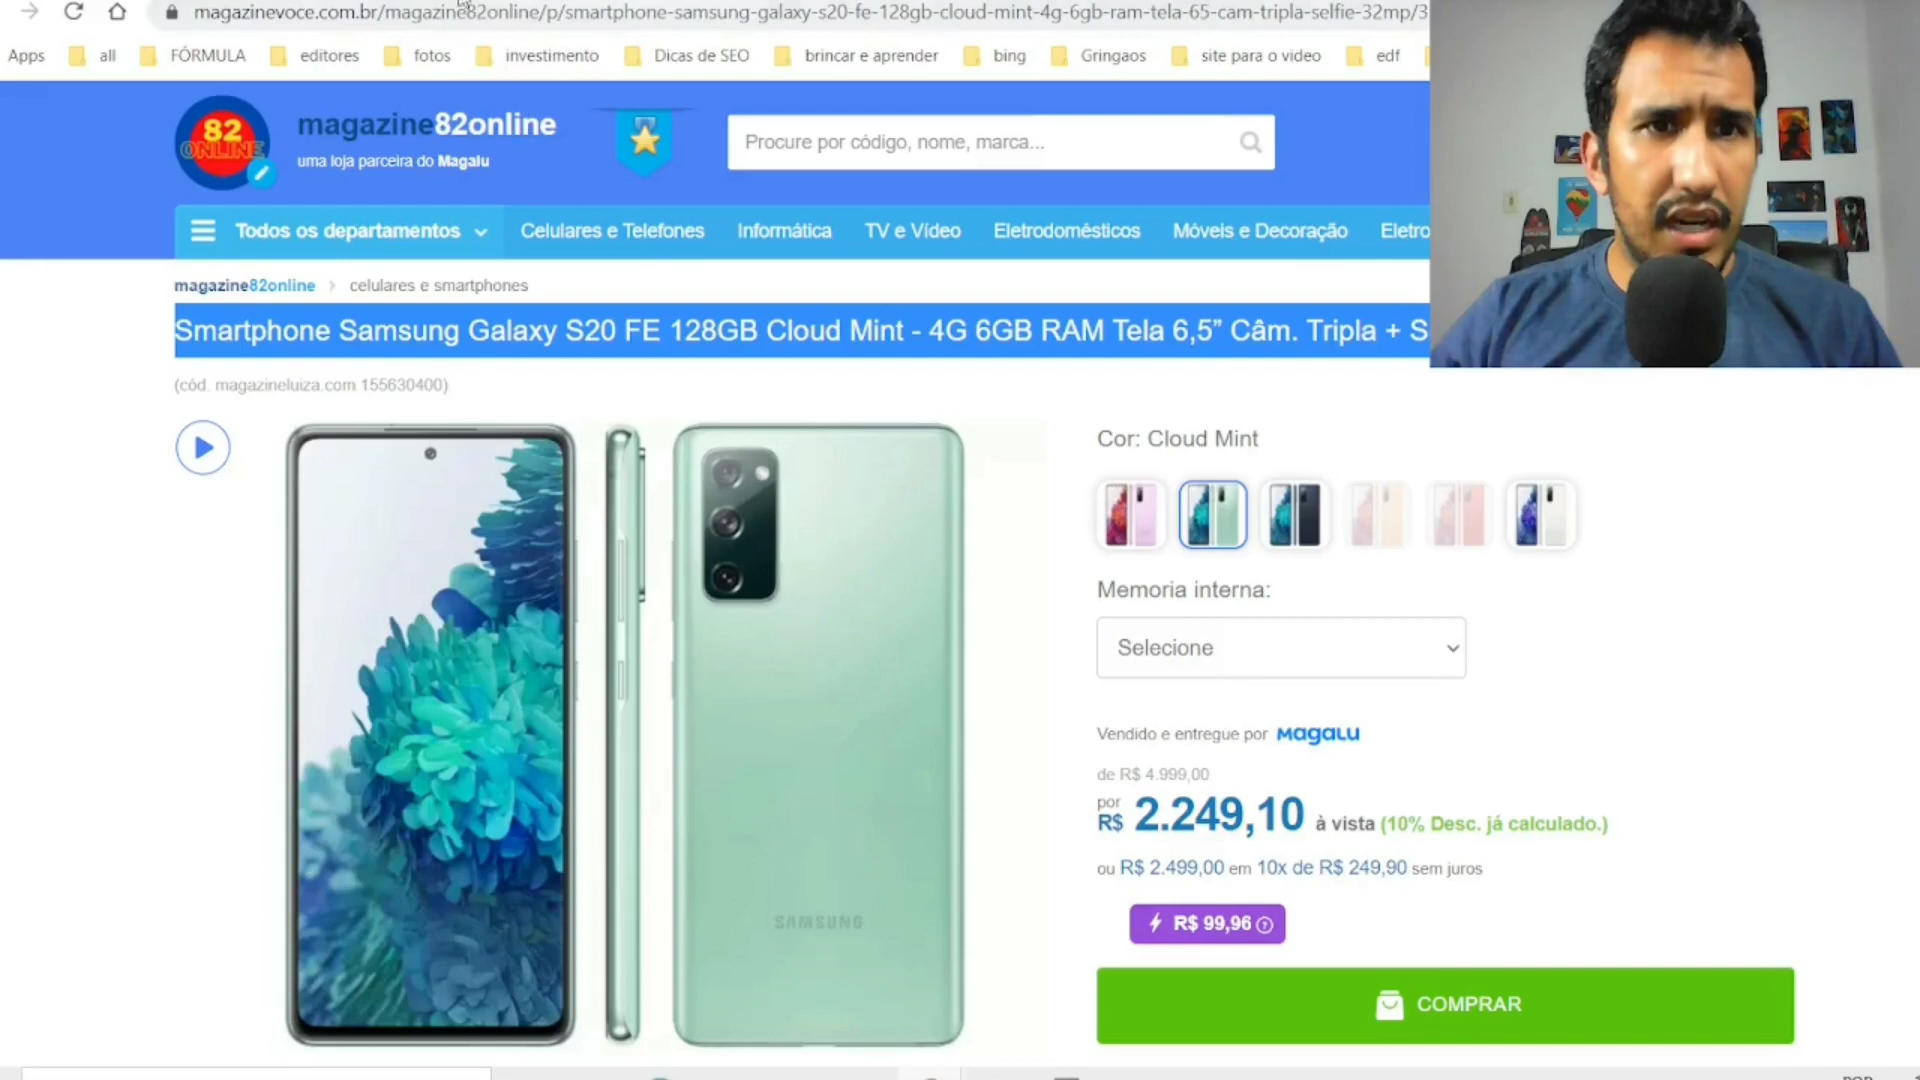 magazinevoce.com.br/magazine82online/p/smartphone-samsung-galaxy-s20-fe-128gb-cloud-mint-4g-6gb-ram-tela-65-cam-tripla-selfie-32mp/3
Apps all FÓRMULA editores fotos investimento Dicas de SEO brincar e aprender bing Gringaos site para o video edf
82
ONLINE
magazine82online
uma loja parceira do Magalu
Procure por código, nome, marca...
Todos os departamentos Celulares e Telefones Informática TV e Vídeo Eletrodomésticos Móveis e Decoração Eletro
magazine82online > celulares e smartphones
Smartphone Samsung Galaxy S20 FE 128GB Cloud Mint - 4G 6GB RAM Tela 6,5” Câm. Tripla + S
(cód. magazineluiza.com 155630400)
Cor: Cloud Mint
Memoria interna:
Selecione
Vendido e entregue por Magalu
de R$ 4.999,00
por
R$ 2.249,10 à vista (10% Desc. já calculado.)
ou R$ 2.499,00 em 10x de R$ 249,90 sem juros
R$ 99,96
COMPRAR
SAMSUNG